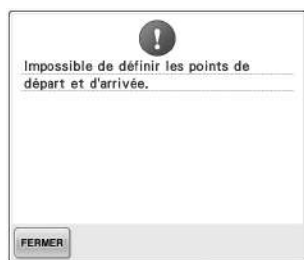 Impossible de définir les points de
départ et d'arrivée.
FERMER